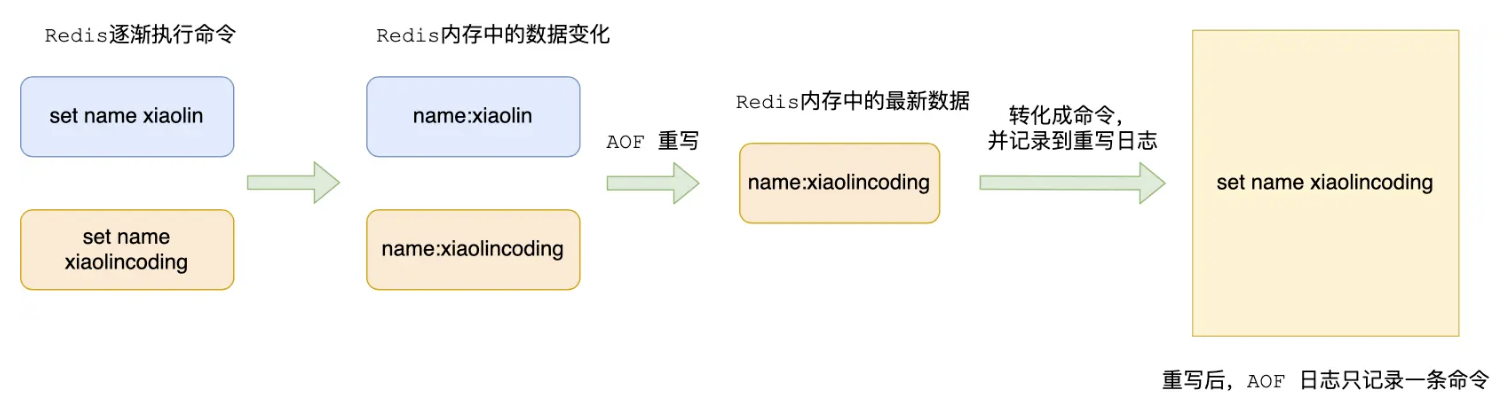 Redis逐渐执行命令
set name xiaolin
set name
xiaolincoding
Redis内存中的数据变化
name:xiaolin
name:xiaolincoding
AOF 重写
Redis内存中的最新数据
name:xiaolincoding
转化成命令，
并记录到重写日志
set name xiaolincoding
重写后，AOF 日志只记录一条命令